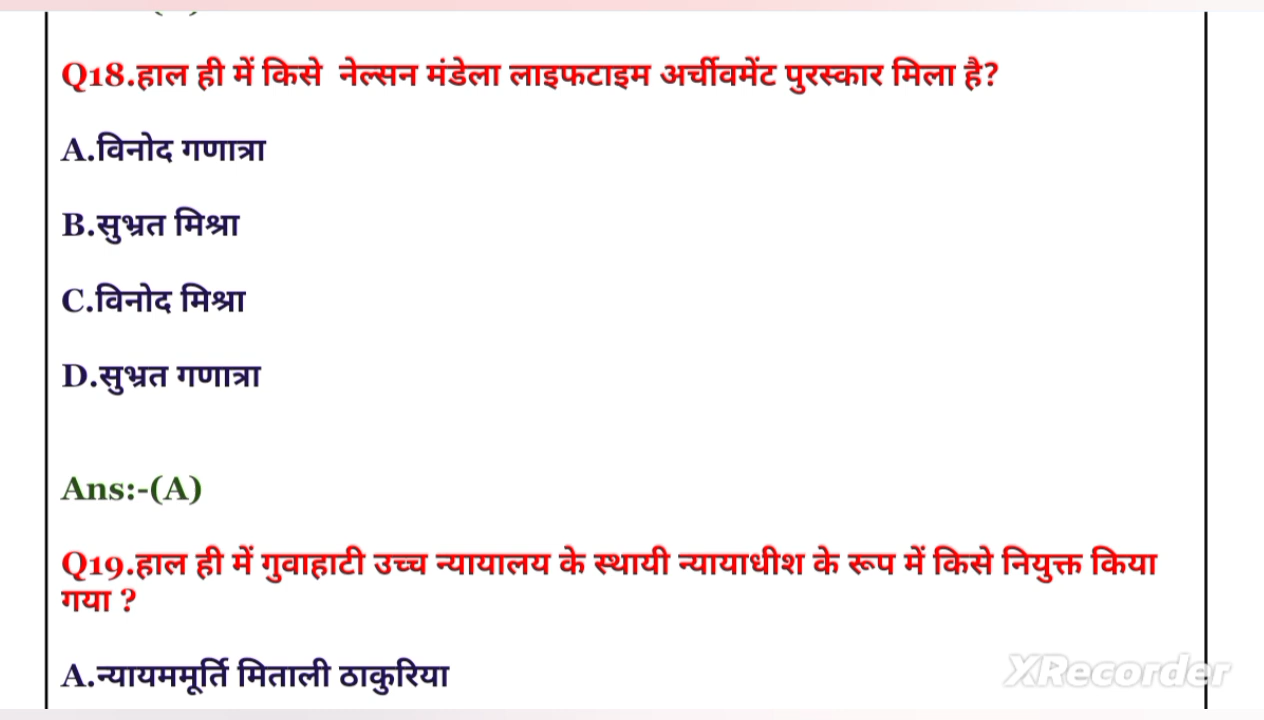 Q18.हाल ही में किसे नेल्सन मंडेला लाइफटाइम अर्चीवमेंट पुरस्कार मिला है?
A.विनोद गणात्रा
B.सुभ्रत मिश्रा
C.विनोद मिश्रा
D.सुभ्रत गणात्रा
Ans:-(A)
Q19.हाल ही में गुवाहाटी उच्च न्यायालय के स्थायी न्यायाधीश के रूप में किसे नियुक्त किया
गया ?
A.न्यायममूर्ति मिताली ठाकुरिया
XRecorder